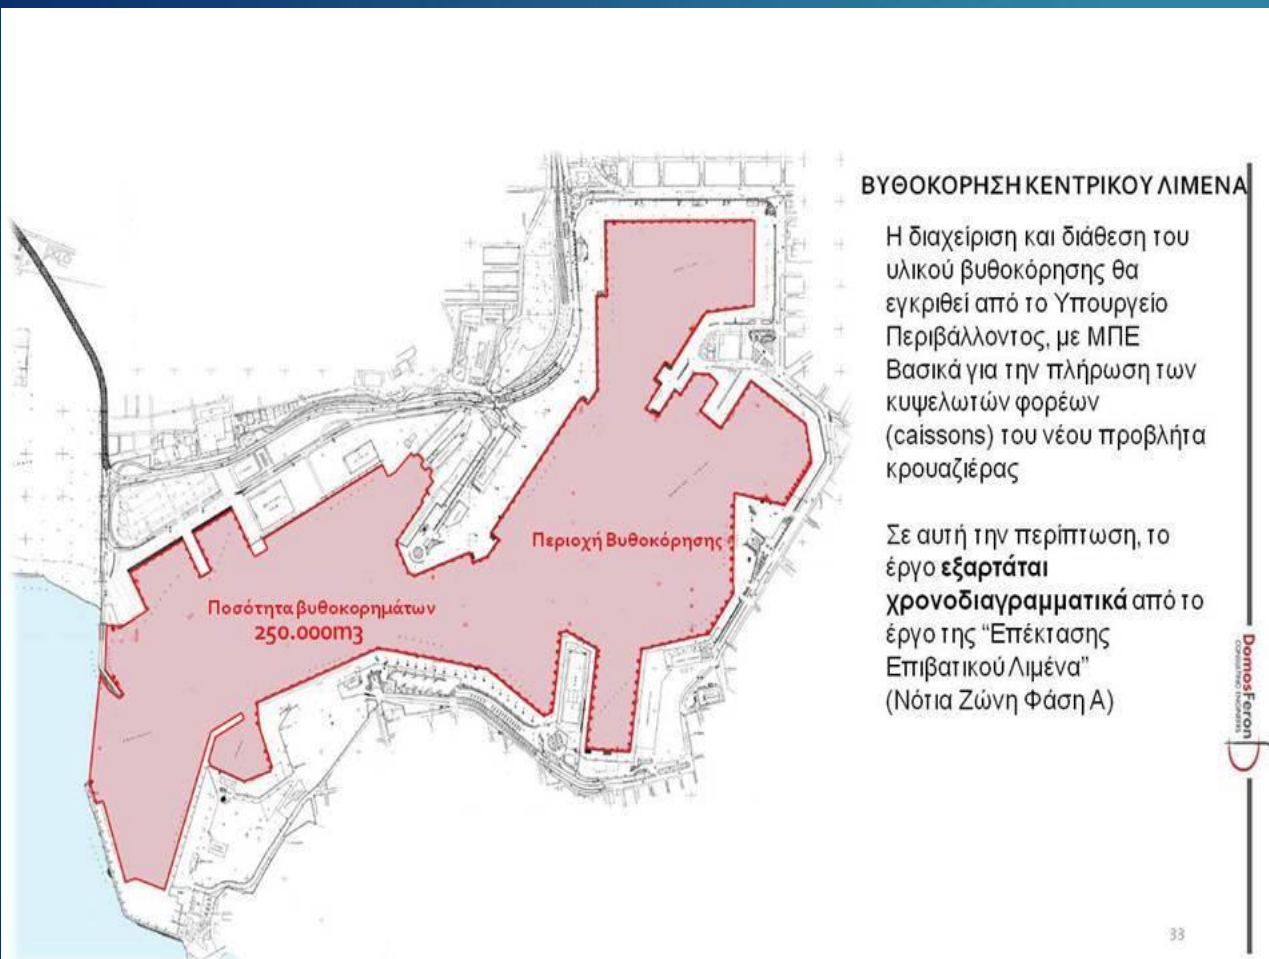 ΒΥΘΟΚΟΡΗΣΗ ΚΕΝΤΡΙΚΟΥ ΛΙΜΕΝΑ
Η διαχείριση και διάθεση του
υλικού βυθοκόρησης θα
εγκριθεί από το Υπουργείο
Περιβάλλοντος, με ΜΠΕ
Βασικά για την πλήρωση των
κυψελωτών φορέων
(caissons) του νέου προβλήτα
κρουαζιέρας
Σε αυτή την περίπτωση, το
έργο εξαρτάται
χρονοδιαγραμματικά από το
έργο της “Επέκτασης
Επιβατικού Λιμένα”
(Νότια Ζώνη Φάση Α)
Περιοχή Βυθοκόρησης
Ποσότητα βυθοκορημάτων
250.000m3
DomosFeron
CONSULTING ENGINEERS
33